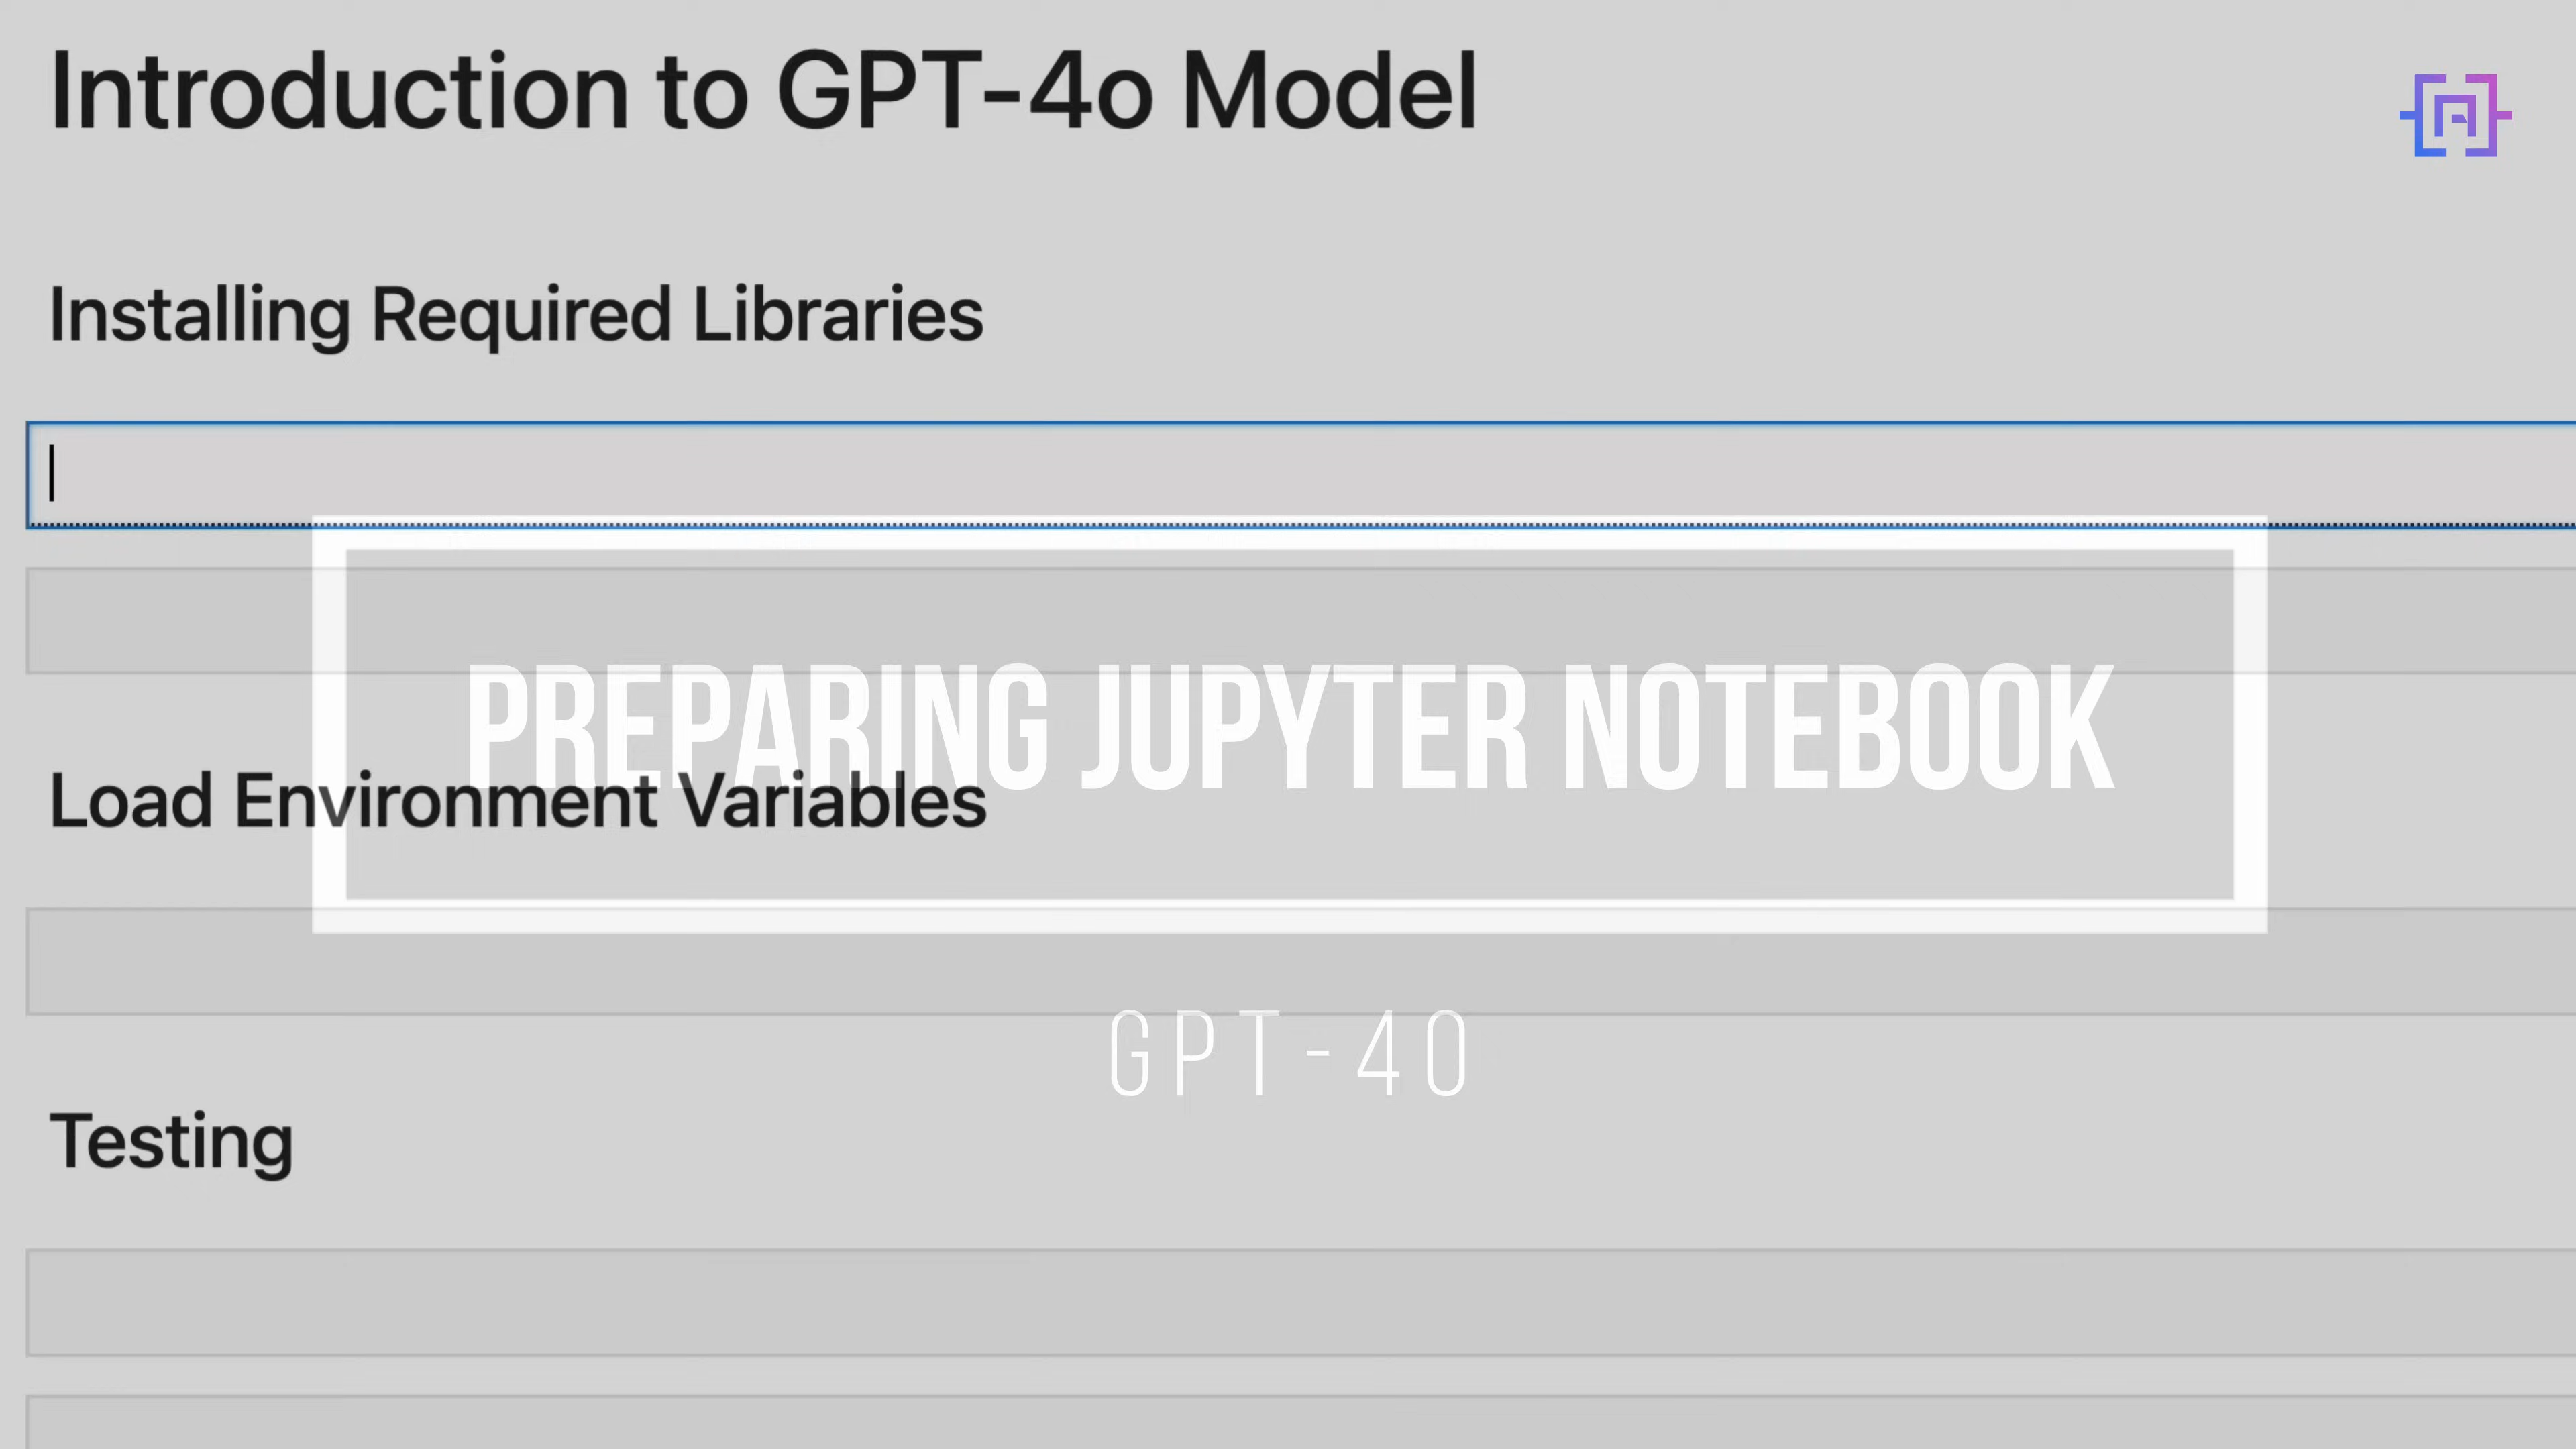 Introduction to GPT-4o Model
Installing Required Libraries
PREPARING JUPYTER NOTEBOOK
Load Environment Variables
GPT-4O
Testing